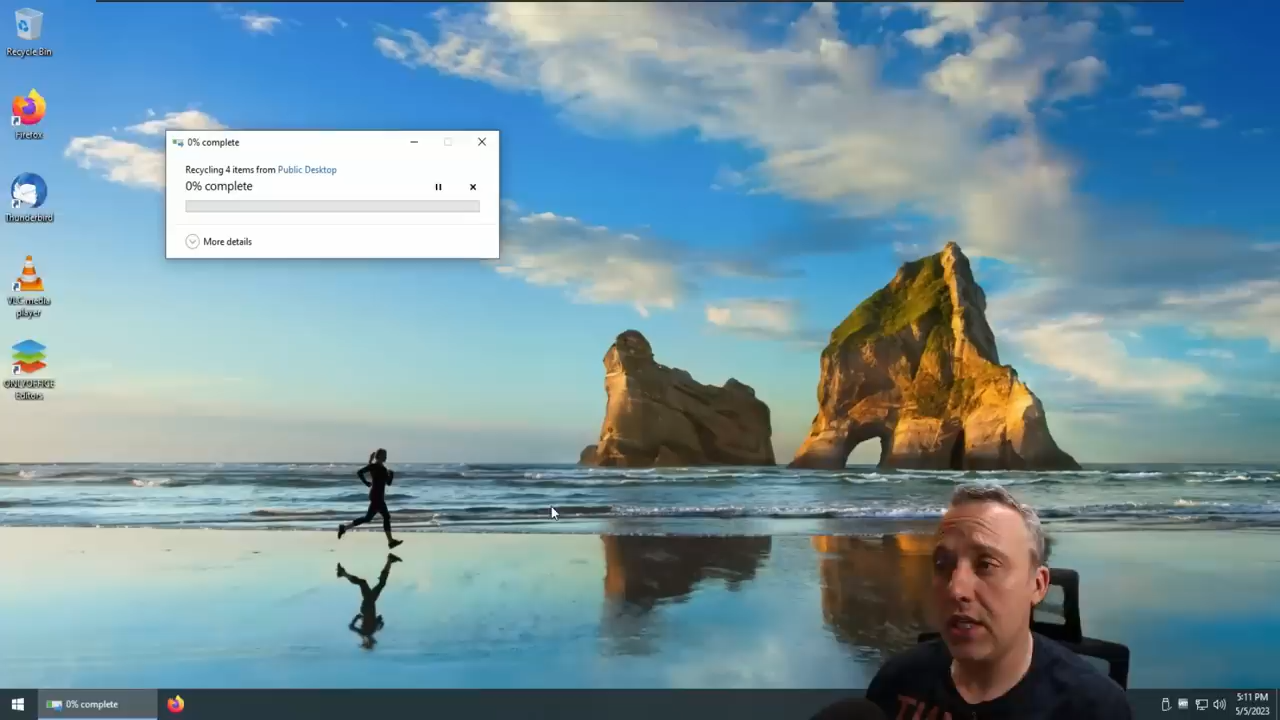 Recycle Bin
Firefox
Thunderbird
VLC media
player
ONLYOFFICE
Editors
0% complete
Recycling 4 items from Public Desktop
0% complete
More details
0% complete
5:11 PM
5/5/2023